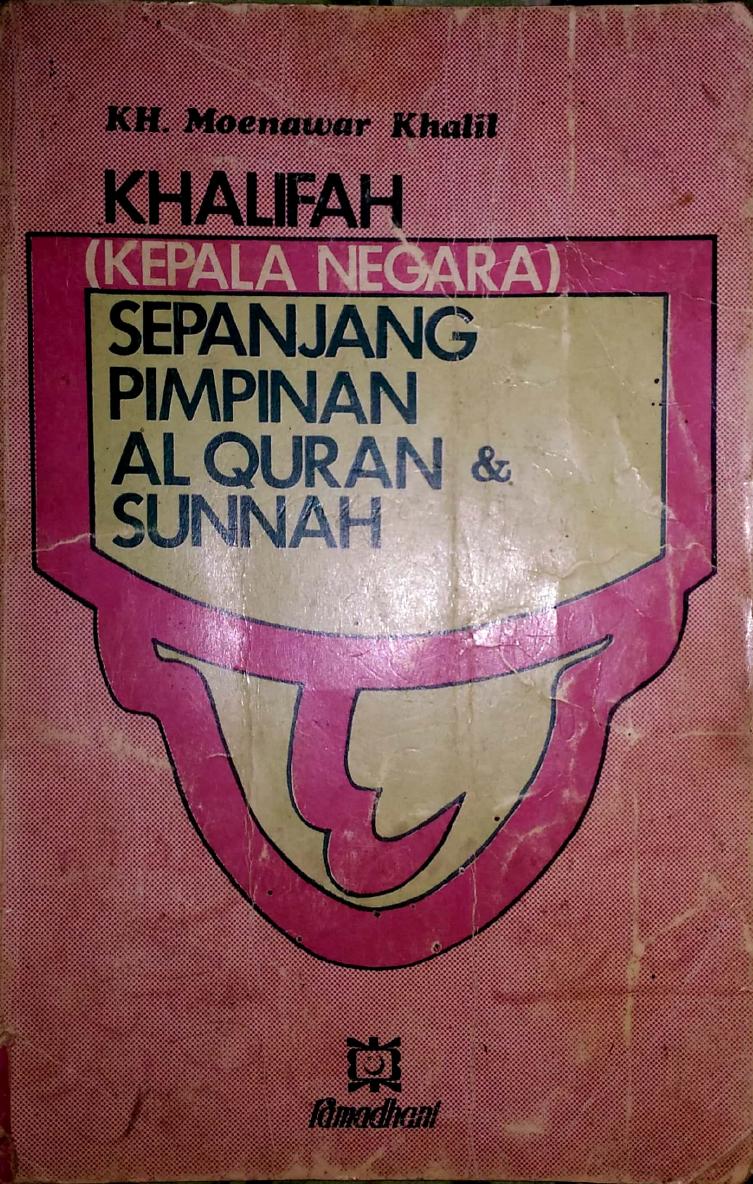 KH. Moenawar Khalil
KHALIFAH
(KEPALA NEGARA)
SEPANJANG
PIMPINAN
AL QURAN &
SUNNAH
Ramadhani